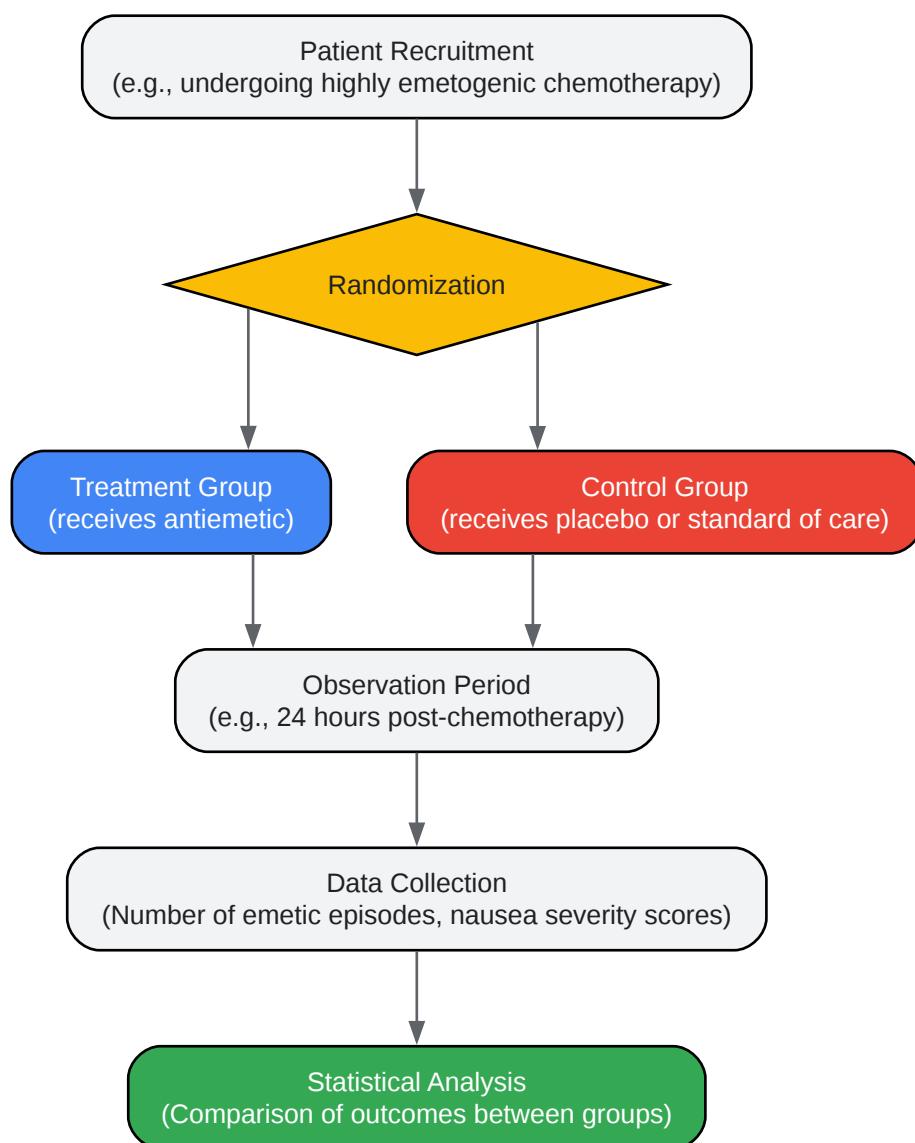 Patient Recruitment
(e.g., undergoing highly emetogenic chemotherapy)
Randomization
Treatment Group
(receives antiemetic)
Control Group
(receives placebo or standard of care)
Observation Period
(e.g., 24 hours post-chemotherapy)
Data Collection
(Number of emetic episodes, nausea severity scores)
Statistical Analysis
(Comparison of outcomes between groups)